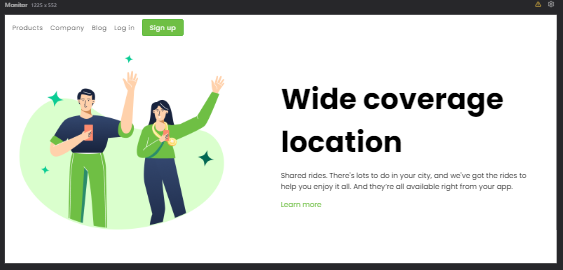 Monitor 1225 x 552
Products Company Blog Log in Sign up
Wide coverage
location
Shared rides. There's lots to do in your city, and we've got the rides to
help you enjoy it all. And they're all available right from your app.
Learn more